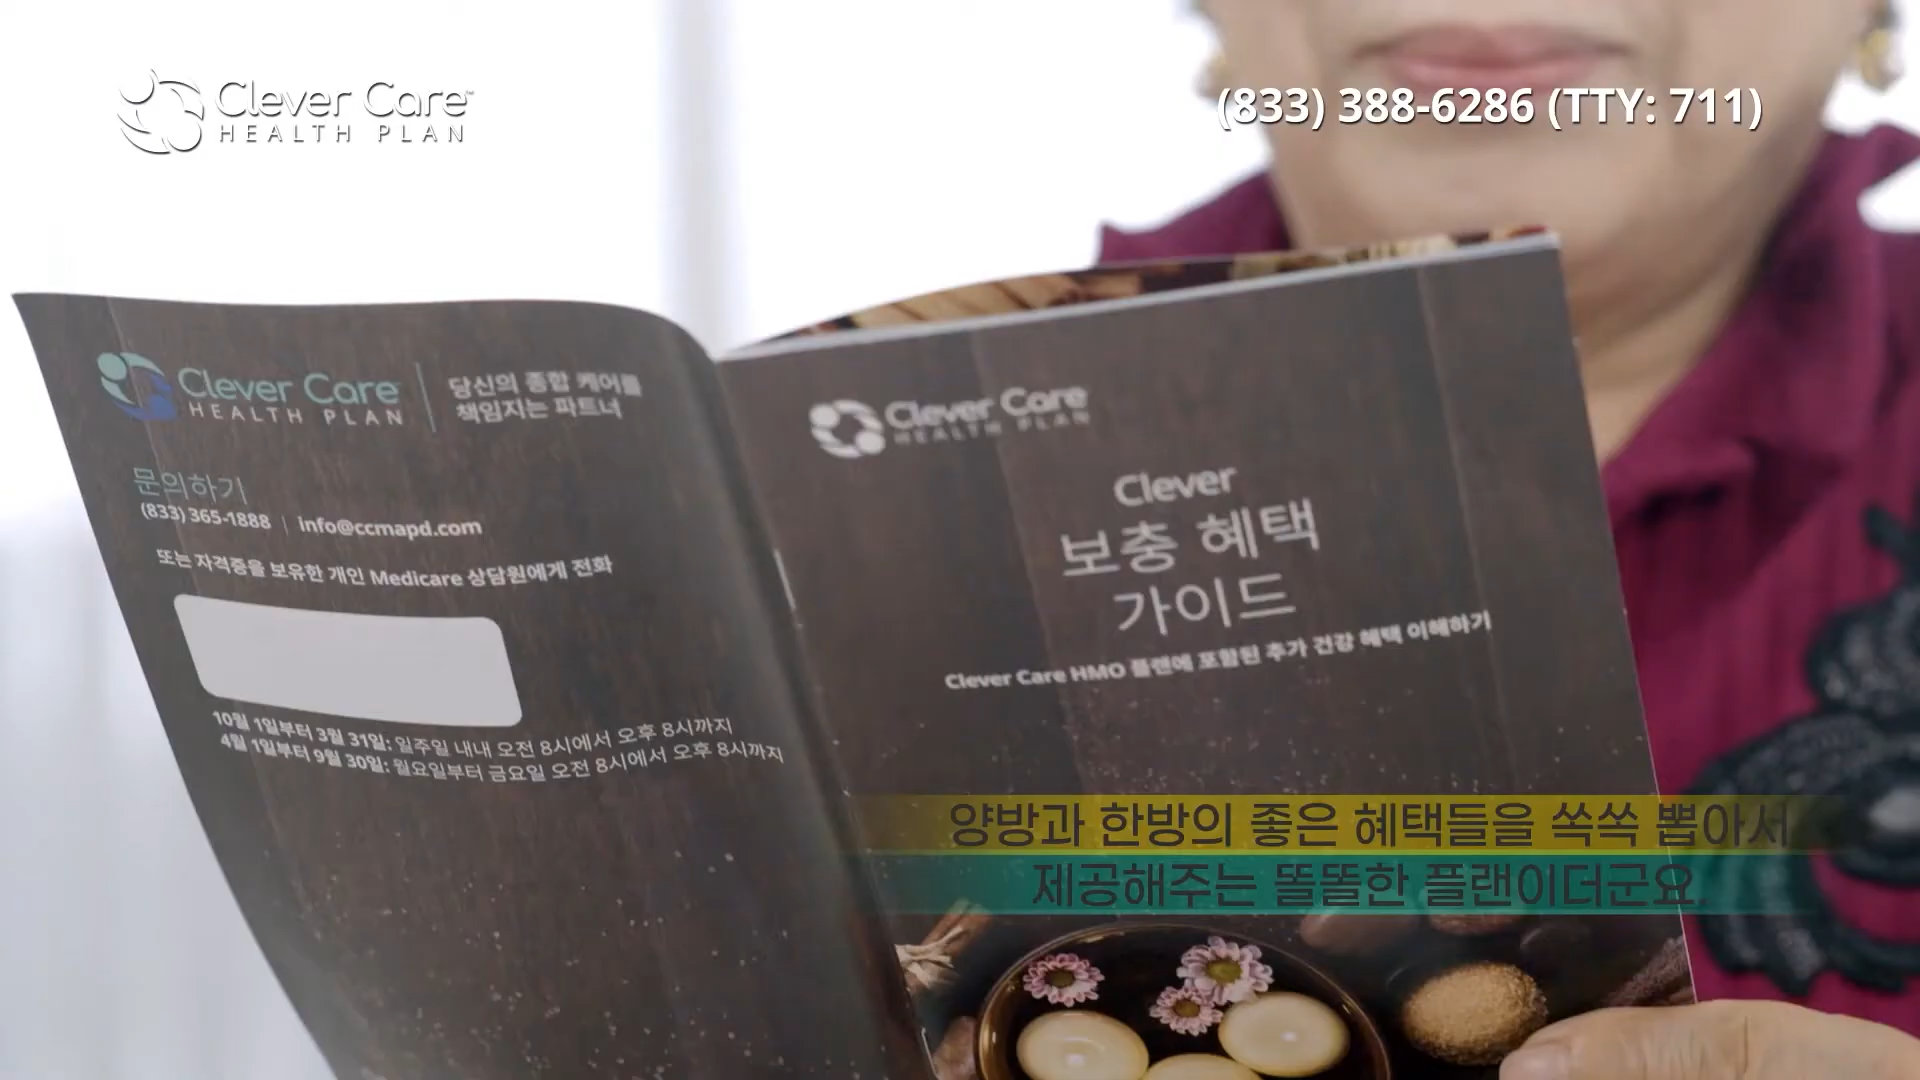 Clever Care™
HEALTH PLAN
(833) 388-6286 (TTY: 711)
Clever Care
HEALTH PLAN
당신의 종합 케어를
책임지는 파트너
문의하기
(833) 365-1888 | info@ccmapd.com
또는 자격증을 보유한 개인 Medicare 상담원에게 전화
10월 1일부터 3월 31일: 일주일 내내 오전 8시에서 오후 8시까지
4월 1일부터 9월 30일: 월요일부터 금요일 오전 8시에서 오후 8시까지
Clever Care
HEALTH PLAN
Clever
보충 혜택
가이드
Clever Care HMO 플랜에 포함된 추가 건강 혜택 이해하기
양방과 한방의 좋은 혜택들을 쏙쏙 뽑아서
제공해주는 똘똘한 플랜이더군요.